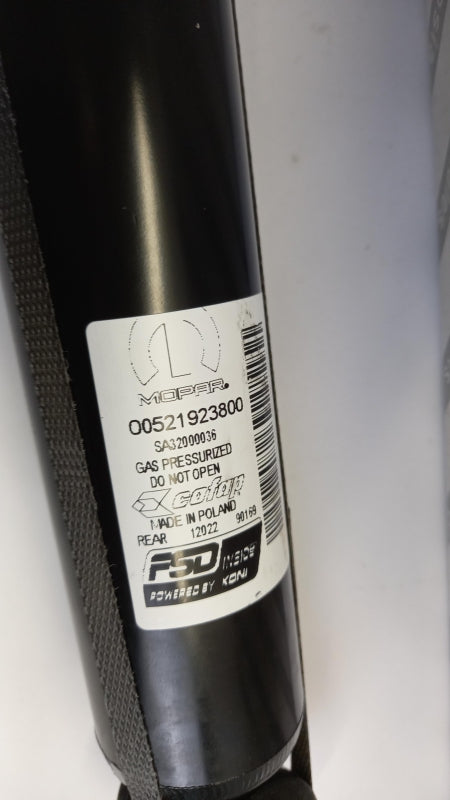 MOPAR®
00521923800
SA32000036
GAS PRESSURIZED
DO NOT OPEN
cofap
MADE IN POLAND
REAR 12022 90169
FSD INSIDE
POWERED BY KONI